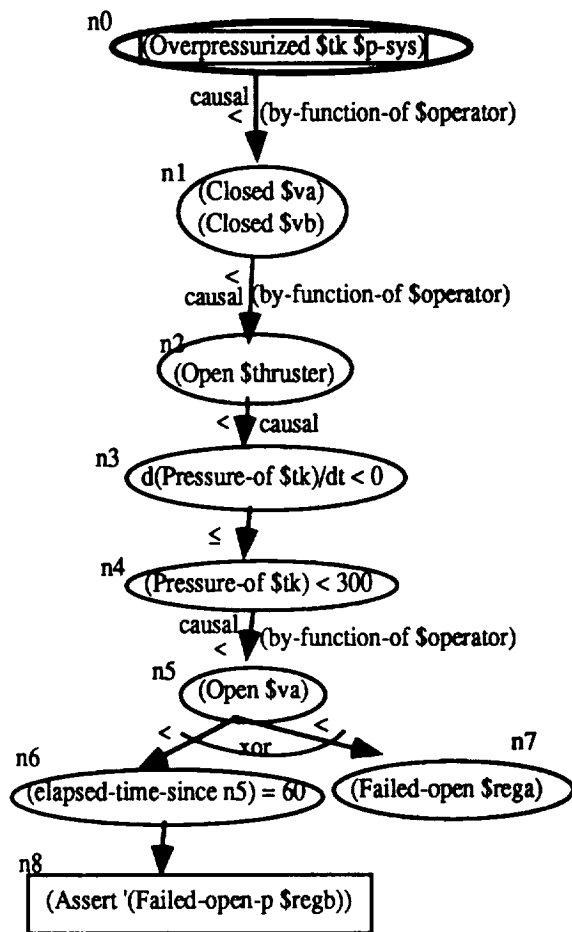 n0
(Overpressurized $tk $p-sys)
causal
< (by-function-of $operator)
n1
(Closed $va)
(Closed $vb)
<
causal (by-function-of $operator)
n2
(Open $thruster)
< causal
n3
d(Pressure-of $tk)/dt < 0
≤
n4
(Pressure-of $tk) < 300
causal
< (by-function-of $operator)
n5
(Open $va)
< <
xor
n6
n7
(elapsed-time-since n5) = 60
(Failed-open $rega)
n8
(Assert '(Failed-open-p $regb))